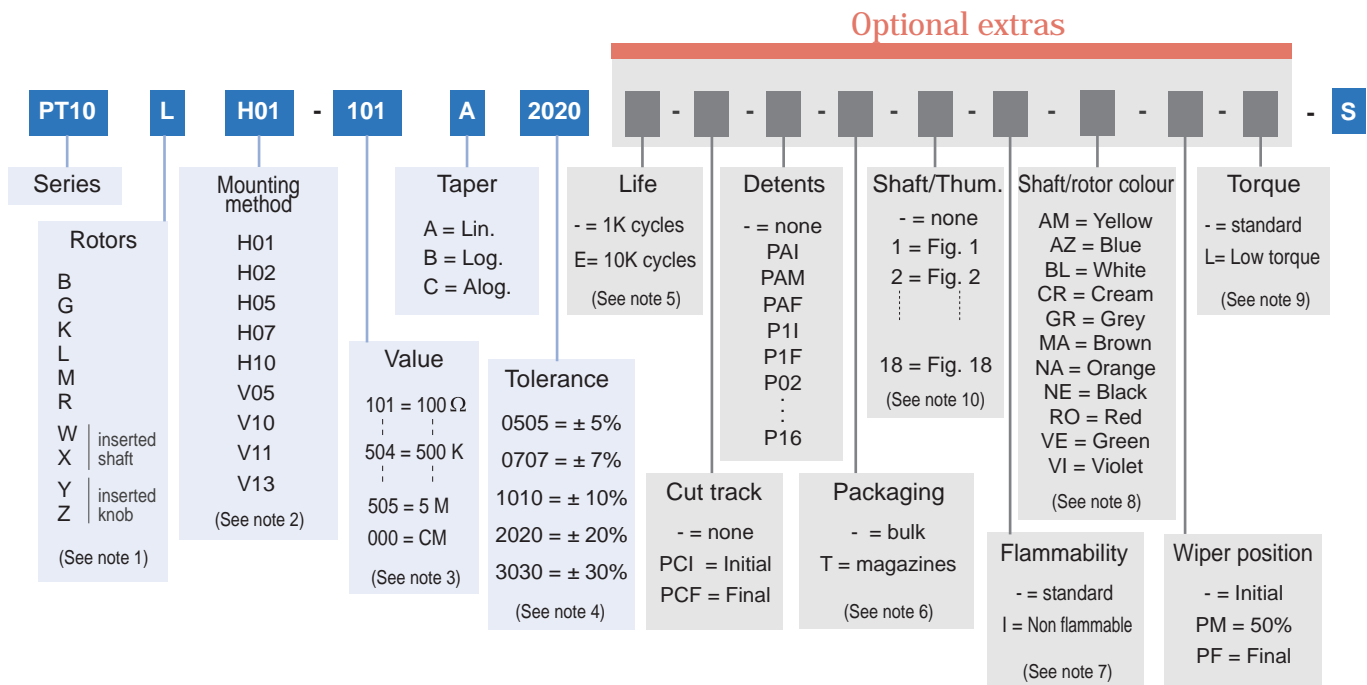 Optional extras
PT10 L H01 - 101 A 2020 - - - - - - - - - S
Series
Rotors
B
G
K
L
M
R
W
X
inserted
shaft
Y
Z
inserted
knob
(See note 1)
Mounting
method
H01
H02
H05
H07
H10
V05
V10
V11
V13
(See note 2)
Value
101 = 100 Ω
504 = 500 K
505 = 5 M
000 = CM
(See note 3)
Taper
A = Lin.
B = Log.
C = Alog.
Tolerance
0505 = ± 5%
0707 = ± 7%
1010 = ± 10%
2020 = ± 20%
3030 = ± 30%
(See note 4)
Life
- = 1K cycles
E= 10K cycles
(See note 5)
Cut track
- = none
PCI = Initial
PCF = Final
Detents
- = none
PAI
PAM
PAF
P1I
P1F
P02
:
:
P16
Packaging
- = bulk
T = magazines
(See note 6)
Shaft/Thum.
- = none
1 = Fig. 1
2 = Fig. 2
18 = Fig. 18
(See note 10)
Flammability
- = standard
I = Non flammable
(See note 7)
Shaft/rotor colour
AM = Yellow
AZ = Blue
BL = White
CR = Cream
GR = Grey
MA = Brown
NA = Orange
NE = Black
RO = Red
VE = Green
VI = Violet
(See note 8)
Wiper position
- = Initial
PM = 50%
PF = Final
Torque
- = standard
L= Low torque
(See note 9)